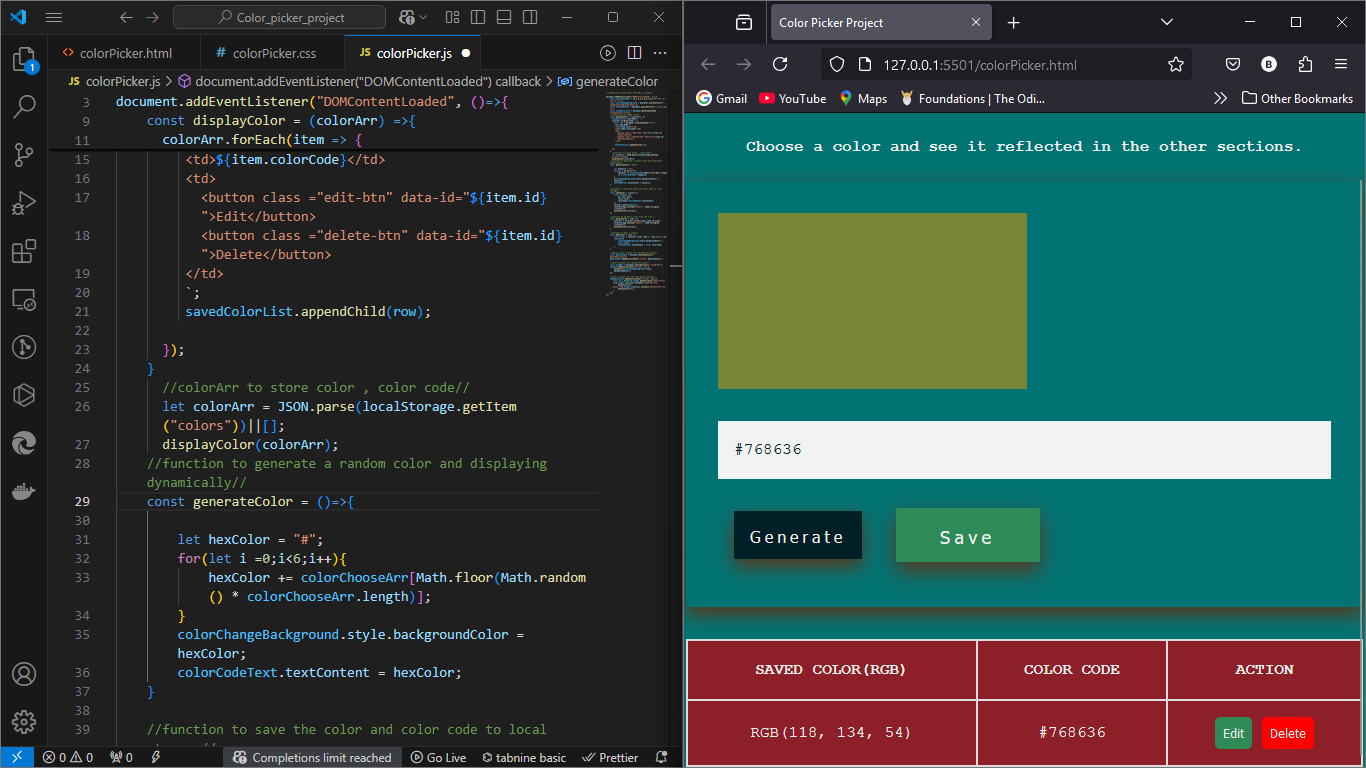 Color_picker_project
colorPicker.html
colorPicker.css
JS colorPicker.js
JS colorPicker.js > document.addEventListener("DOMContentLoaded") callback > generateColor
3 document.addEventListener("DOMContentLoaded", ()=>{
9 const displayColor = (colorArr) =>{
11 colorArr.forEach(item => {
15 <td>${item.colorCode}</td>
16 <td>
17 <button class ="edit-btn" data-id="${item.id}
">Edit</button>
18 <button class ="delete-btn" data-id="${item.id}
">Delete</button>
19 </td>
20 `;
21 savedColorList.appendChild(row);
22
23 });
24 }
25 //colorArr to store color , color code//
26 let colorArr = JSON.parse(localStorage.getItem
("colors"))||[];
27 displayColor(colorArr);
28 //function to generate a random color and displaying
dynamically//
29 const generateColor = ()=>{
30
31 let hexColor = "#";
32 for(let i =0;i<6;i++){
33 hexColor += colorChooseArr[Math.floor(Math.random
() * colorChooseArr.length)];
34 }
35 colorChangeBackground.style.backgroundColor =
hexColor;
36 colorCodeText.textContent = hexColor;
37 }
38
39 //function to save the color and color code to local
1
0 0 0 Completions limit reached Go Live tabnine basic Prettier
Color Picker Project
127.0.0.1:5501/colorPicker.html
B
Gmail YouTube Maps Foundations | The Odi... Other Bookmarks
Choose a color and see it reflected in the other sections.
#768636
Generate Save
SAVED COLOR(RGB) COLOR CODE ACTION
RGB(118, 134, 54) #768636 Edit Delete